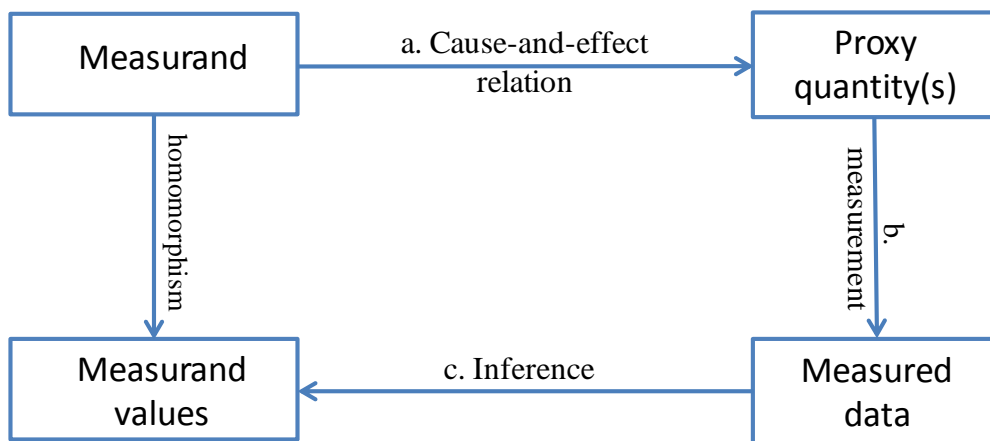 Measurand
a. Cause-and-effect
relation
Proxy
quantity(s)
homomorphism
b.
measurement
Measurand
values
c. Inference
Measured
data